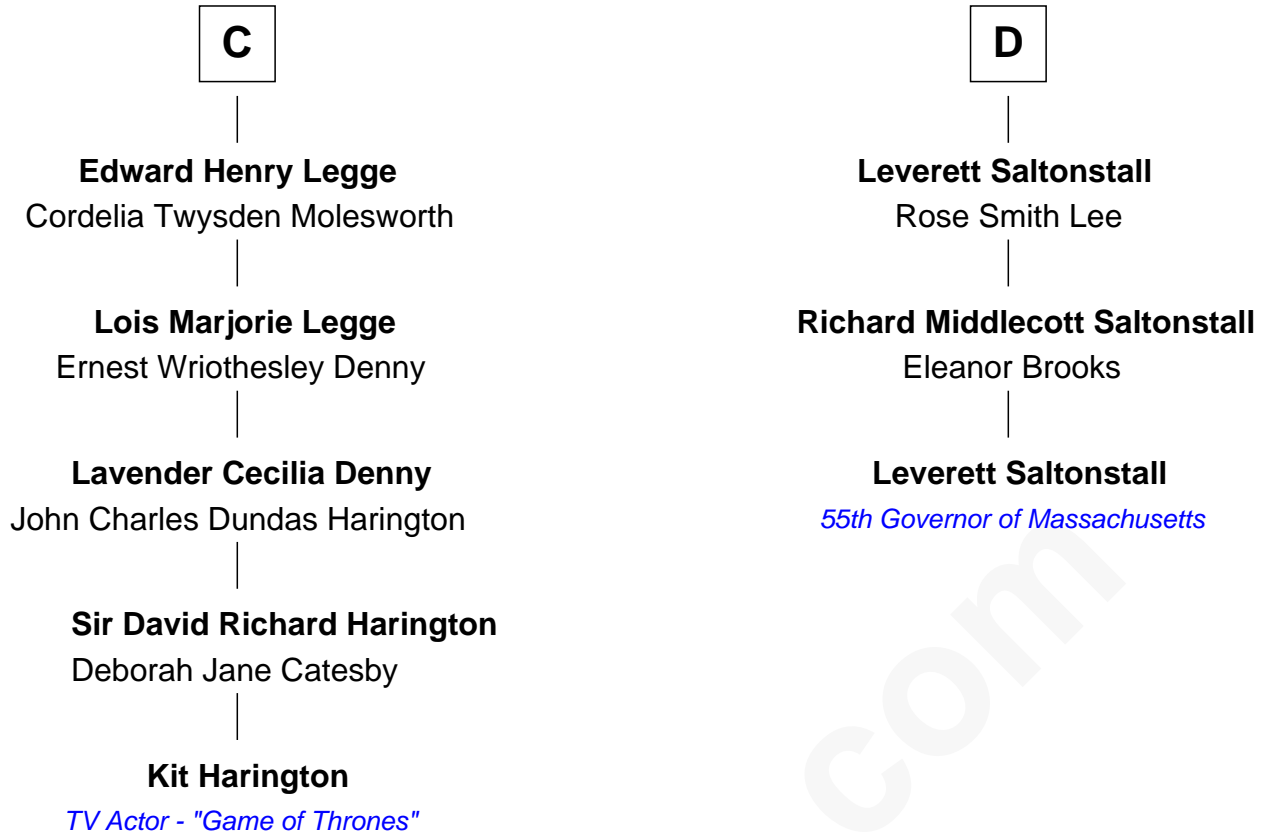 C
Edward Henry Legge
Cordelia Twysden Molesworth
Lois Marjorie Legge
Ernest Wriothesley Denny
Lavender Cecilia Denny
John Charles Dundas Harington
Sir David Richard Harington
Deborah Jane Catesby
Kit Harington
TV Actor - "Game of Thrones"
D
Leverett Saltonstall
Rose Smith Lee
Richard Middlecott Saltonstall
Eleanor Brooks
Leverett Saltonstall
55th Governor of Massachusetts
com